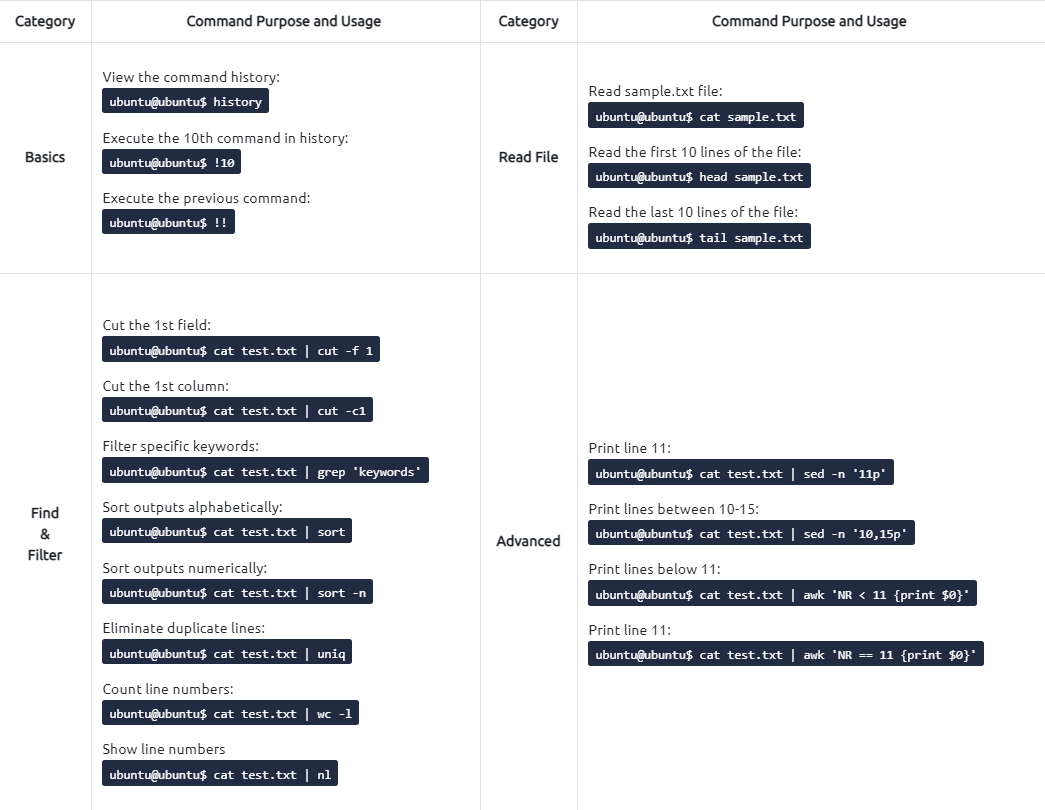 Category
Command Purpose and Usage
Category
Command Purpose and Usage
Basics
View the command history:
ubuntu@ubuntu$ history
Execute the 10th command in history:
ubuntu@ubuntu$ !10
Execute the previous command:
ubuntu@ubuntu$ !!
Read File
Read sample.txt file:
ubuntu@ubuntu$ cat sample.txt
Read the first 10 lines of the file:
ubuntu@ubuntu$ head sample.txt
Read the last 10 lines of the file:
ubuntu@ubuntu$ tail sample.txt
Find
&
Filter
Cut the 1st field:
ubuntu@ubuntu$ cat test.txt | cut -f 1
Cut the 1st column:
ubuntu@ubuntu$ cat test.txt | cut -c1
Filter specific keywords:
ubuntu@ubuntu$ cat test.txt | grep 'keywords'
Sort outputs alphabetically:
ubuntu@ubuntu$ cat test.txt | sort
Sort outputs numerically:
ubuntu@ubuntu$ cat test.txt | sort -n
Eliminate duplicate lines:
ubuntu@ubuntu$ cat test.txt | uniq
Count line numbers:
ubuntu@ubuntu$ cat test.txt | wc -l
Show line numbers
ubuntu@ubuntu$ cat test.txt | nl
Advanced
Print line 11:
ubuntu@ubuntu$ cat test.txt | sed -n '11p'
Print lines between 10-15:
ubuntu@ubuntu$ cat test.txt | sed -n '10,15p'
Print lines below 11:
ubuntu@ubuntu$ cat test.txt | awk 'NR < 11 {print $0}'
Print line 11:
ubuntu@ubuntu$ cat test.txt | awk 'NR == 11 {print $0}'